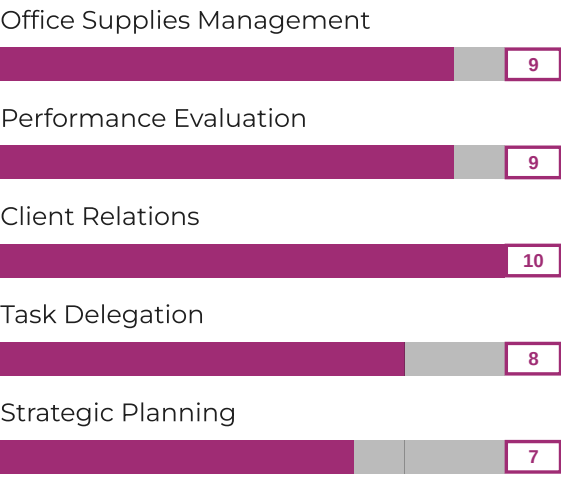 Office Supplies Management
9
Performance Evaluation
9
Client Relations
10
Task Delegation
8
Strategic Planning
7